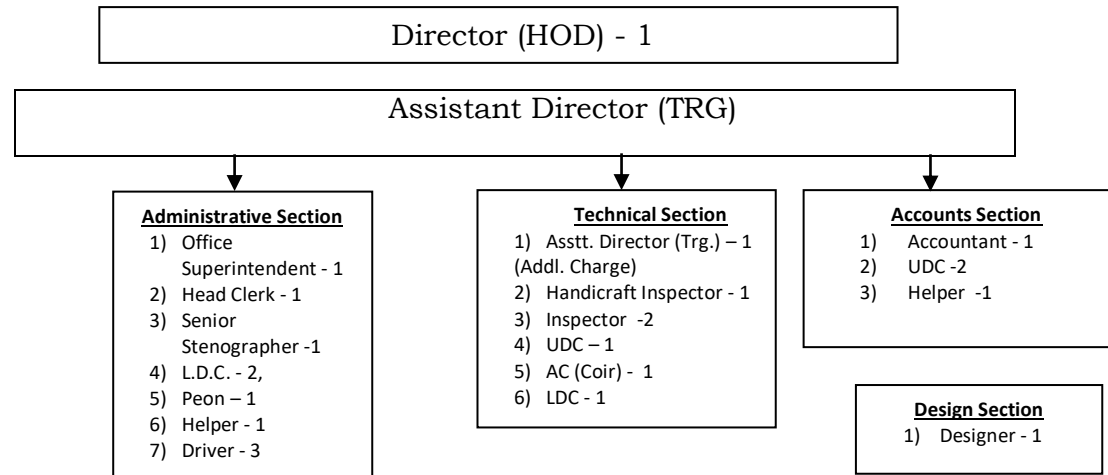 Director (HOD) - 1
Assistant Director (TRG)
Administrative Section
1) Office
Superintendent - 1
2) Head Clerk - 1
3) Senior
Stenographer -1
4) L.D.C. - 2,
5) Peon – 1
6) Helper - 1
7) Driver - 3
Technical Section
1) Asstt. Director (Trg.) – 1
(Addl. Charge)
2) Handicraft Inspector - 1
3) Inspector -2
4) UDC – 1
5) AC (Coir) - 1
6) LDC - 1
Accounts Section
1) Accountant - 1
2) UDC -2
3) Helper -1
Design Section
1) Designer - 1